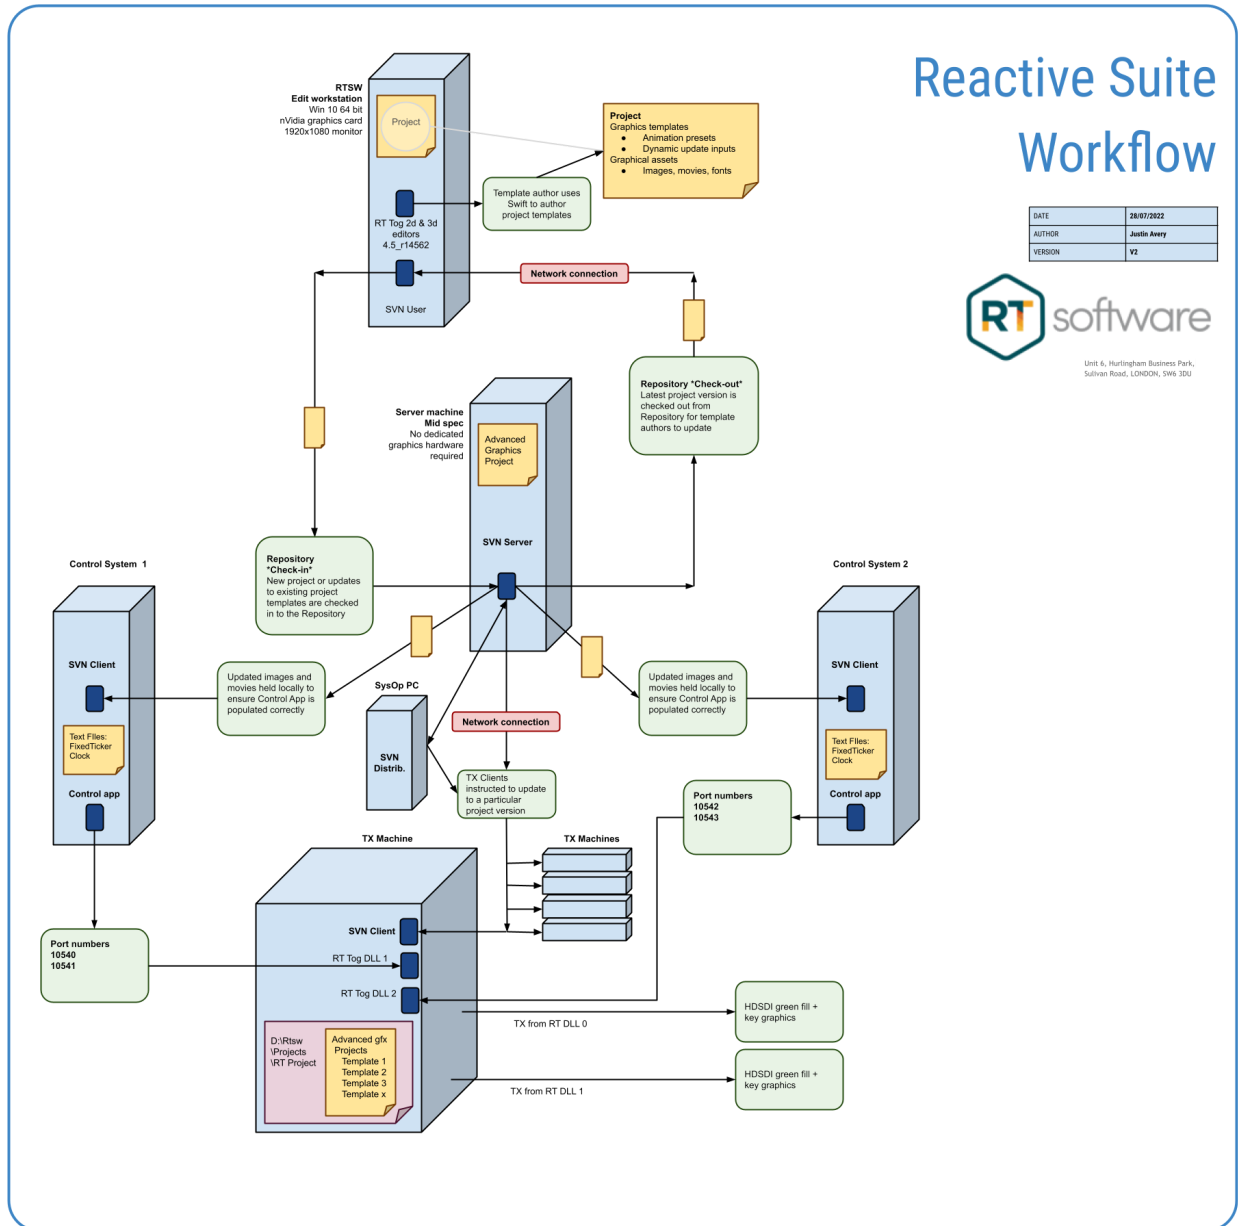 Reactive Suite
Workflow
DATE 28/07/2022
AUTHOR Justin Avery
VERSION V2
RT software
Unit 6, Hurlingham Business Park,
Sulivan Road, LONDON, SW6 3DU
RTSW
Edit workstation
Win 10 64 bit
nVidia graphics card
1920x1080 monitor
Project
Project
Graphics templates
● Animation presets
● Dynamic update inputs
Graphical assets
● Images, movies, fonts
Template author uses
Swift to author
project templates
RT Tog 2d & 3d
editors
4.5_r14562
Network connection
SVN User
Repository *Check-out*
Latest project version is
checked out from
Repository for template
authors to update
Server machine
Mid spec
No dedicated
graphics hardware
required
Advanced
Graphics
Project
SVN Server
Repository
*Check-in*
New project or updates
to existing project
templates are checked
in to the Repository
Control System 1
SVN Client
Text FIles:
FixedTicker
Clock
Control app
Updated images and
movies held locally to
ensure Control App is
populated correctly
SysOp PC
SVN
Distrib.
Network connection
TX Clients
instructed to update
to a particular
project version
Updated images and
movies held locally to
ensure Control App is
populated correctly
Control System 2
SVN Client
Text FIles:
FixedTicker
Clock
Control app
Port numbers
10542
10543
TX Machine
TX Machines
Port numbers
10540
10541
SVN Client
RT Tog DLL 1
RT Tog DLL 2
D:\Rtsw
\Projects
\RT Project
Advanced gfx
Projects
Template 1
Template 2
Template 3
Template x
TX from RT DLL 0
HDSDI green fill +
key graphics
TX from RT DLL 1
HDSDI green fill +
key graphics